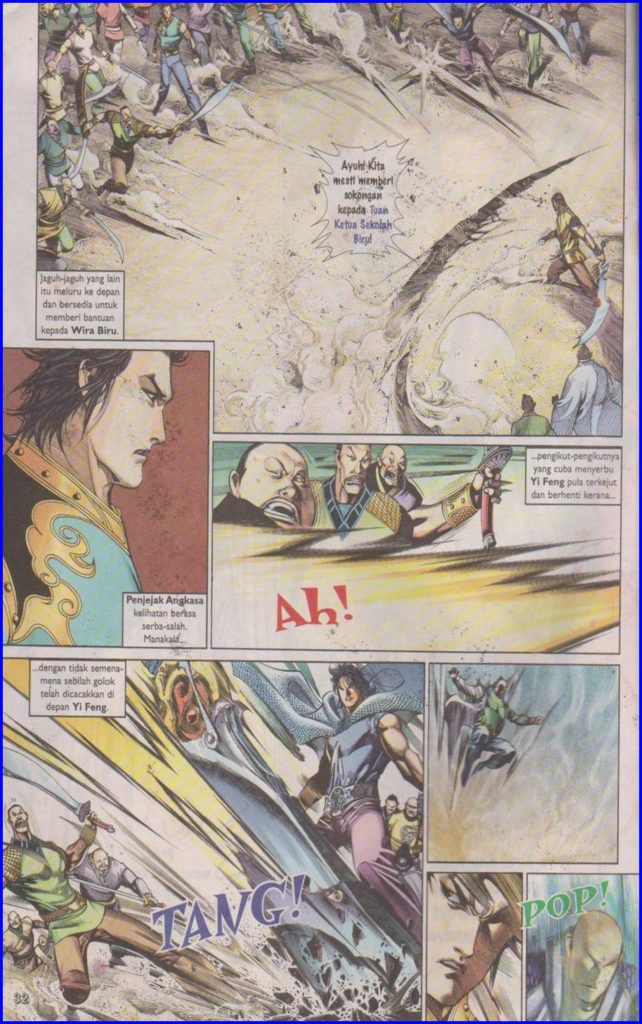 Ayuh! Kita
mesti memberi
sokongan
kepada Tuan
Ketua Sekolah
Biru!
Jaguh-jaguh yang lain
itu meluru ke depan
dan bersedia untuk
memberi bantuan
kepada Wira Biru.
Penjejak Angkasa
kelihatan berasa
serba-salah.
Manakala...
...pengikut-pengikutnya
yang cuba menyerbu
Yi Feng pula terkejut
dan berhenti kerana...
Ah!
...dengan tidak semena-
mena sebilah golok
telah dicacakkan di
depan Yi Feng.
TANG!
POP!
32